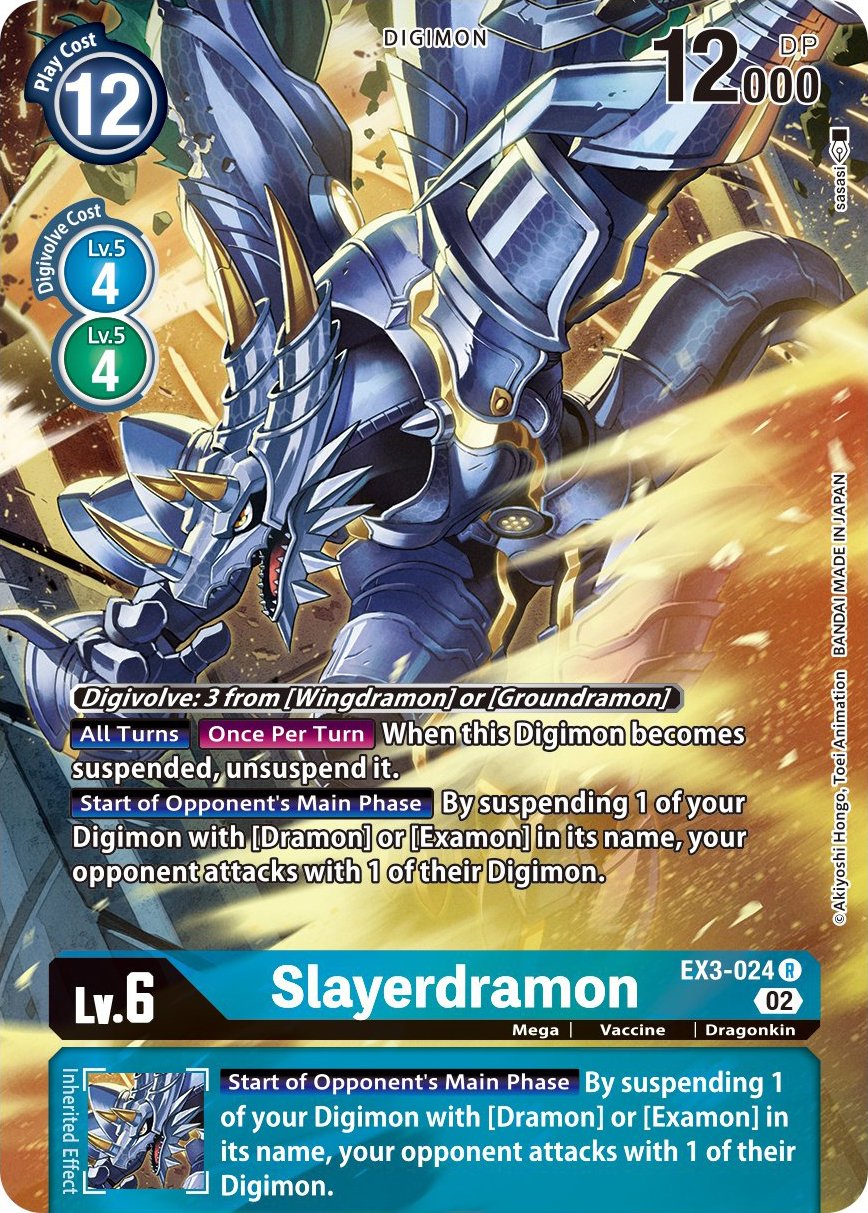 DIGIMON
Play Cost
12
12000
DP
sasasi
Digivolve Cost
Lv.5
4
Lv.5
4
Digivolve: 3 from [Wingdramon] or [Groundramon]
All Turns Once Per Turn When this Digimon becomes
suspended, unsuspend it.
Start of Opponent's Main Phase By suspending 1 of your
Digimon with [Dramon] or [Examon] in its name, your
opponent attacks with 1 of their Digimon.
©Akiyoshi Hongo, Toei Animation BANDAI MADE IN JAPAN
Lv.6
Slayerdramon
EX3-024 R
02
Mega | Vaccine | Dragonkin
Inherited Effect
Start of Opponent's Main Phase By suspending 1
of your Digimon with [Dramon] or [Examon] in
its name, your opponent attacks with 1 of their
Digimon.